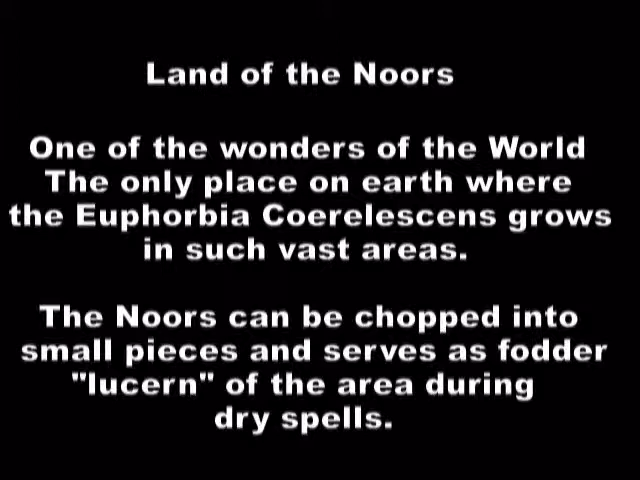 Land of the Noors
One of the wonders of the World
The only place on earth where
the Euphorbia Coerelescens grows
in such vast areas.
The Noors can be chopped into
small pieces and serves as fodder
"lucern" of the area during
dry spells.